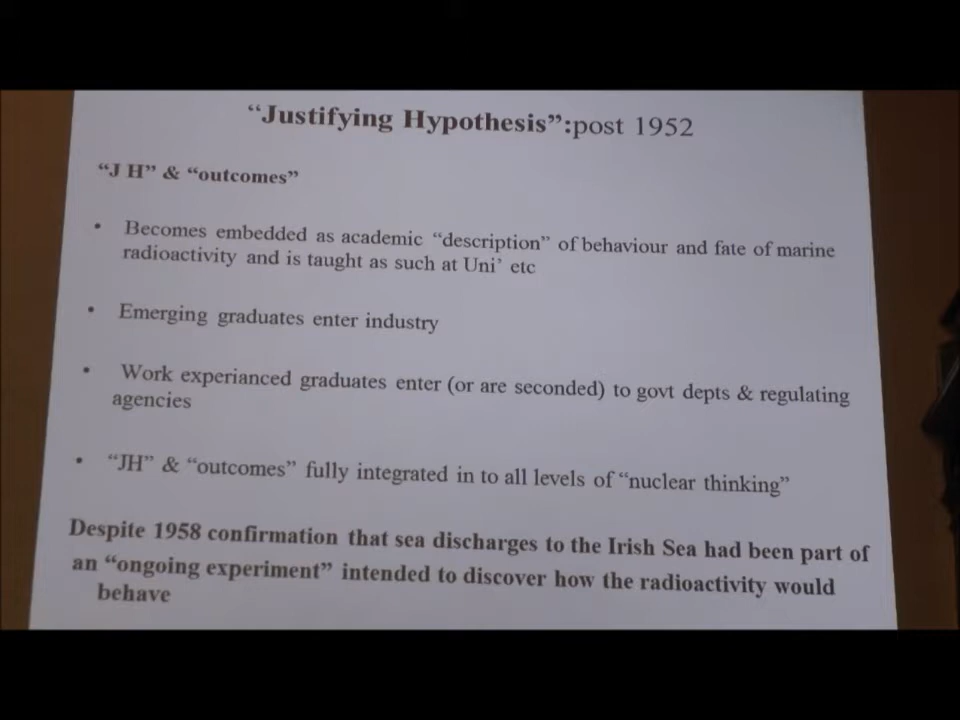 “Justifying Hypothesis”:post 1952
“J H” & “outcomes”
• Becomes embedded as academic “description” of behaviour and fate of marine
radioactivity and is taught as such at Uni’ etc
• Emerging graduates enter industry
• Work experianced graduates enter (or are seconded) to govt depts & regulating
agencies
• “JH” & “outcomes” fully integrated in to all levels of “nuclear thinking”
Despite 1958 confirmation that sea discharges to the Irish Sea had been part of
an “ongoing experiment” intended to discover how the radioactivity would
behave